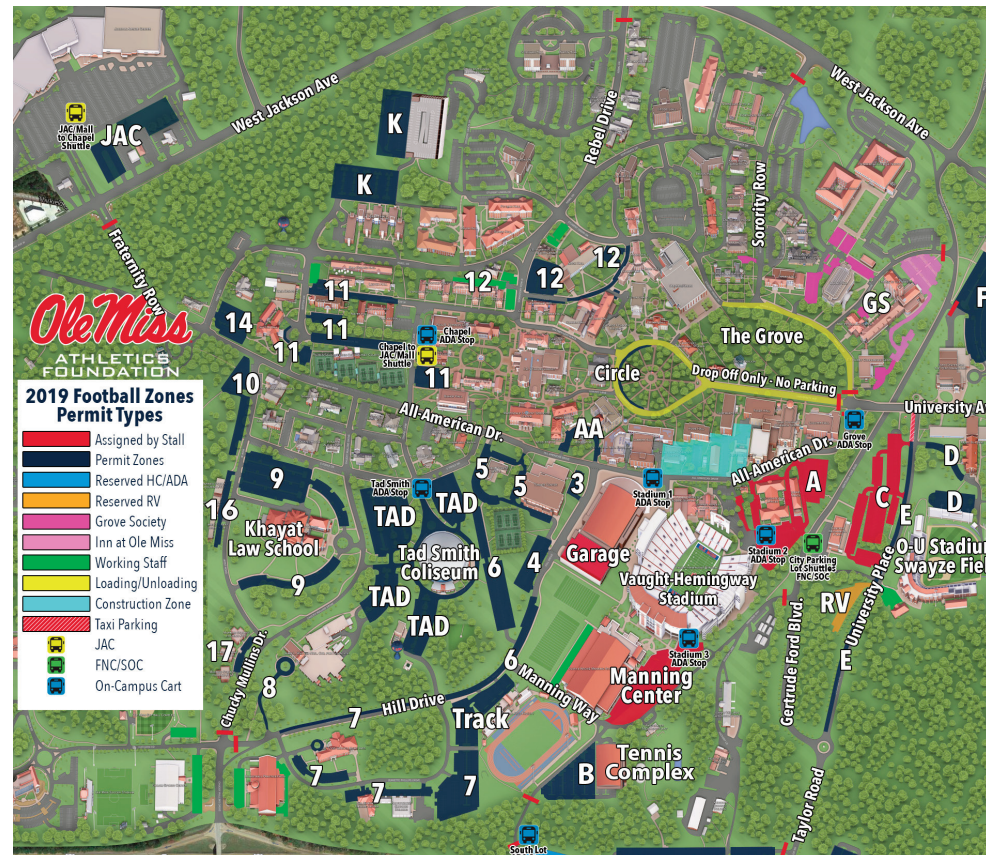 West Jackson Ave
Rebel Drive
West Jackson Ave
K
JAC
JAC/Mall
to Chapel
Shuttle
K
Sorority Row
Fraternity Row
12
12
12
GS
F
11
14
11
11
Chapel
ADA Stop
Chapel to
JAC/Mall
Shuttle
11
The Grove
Circle
Drop Off Only - No Parking
University A
Ole Miss
ATHLETICS
FOUNDATION
2019 Football Zones
Permit Types
Assigned by Stall
Permit Zones
Reserved HC/ADA
Reserved RV
Grove Society
Inn at Ole Miss
Working Staff
Loading/Unloading
Construction Zone
Taxi Parking
JAC
FNC/SOC
On-Campus Cart
10
All-American Dr.
AA
Grove
ADA Stop
All-American Dr.
D
D
9
5
5
3
Tad Smith
ADA Stop
TAD
TAD
Stadium 1
ADA Stop
A
C
E
16
Khayat
Law School
Tad Smith
Coliseum
6
4
Garage
Vaught-Hemingway
Stadium
Stadium 2
ADA Stop
City Parking
Lot Shuttles
FNC/SOC
O-U Stadiu
Swayze Fiel
9
TAD
TAD
RV
University Place
E
Gertrude Ford Blvd.
17
Chucky Mullins Dr.
8
Stadium 3
ADA Stop
6
Manning Way
Manning
Center
7
Hill Drive
Track
7
7
7
B
Tennis
Complex
Taylor Road
South Lot